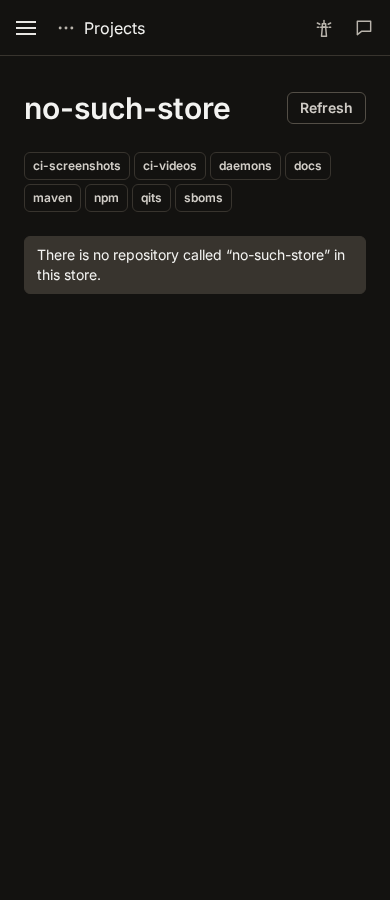 Projects
no-such-store
Refresh
ci-screenshots ci-videos daemons docs
maven npm qits sboms
There is no repository called “no-such-store” in
this store.